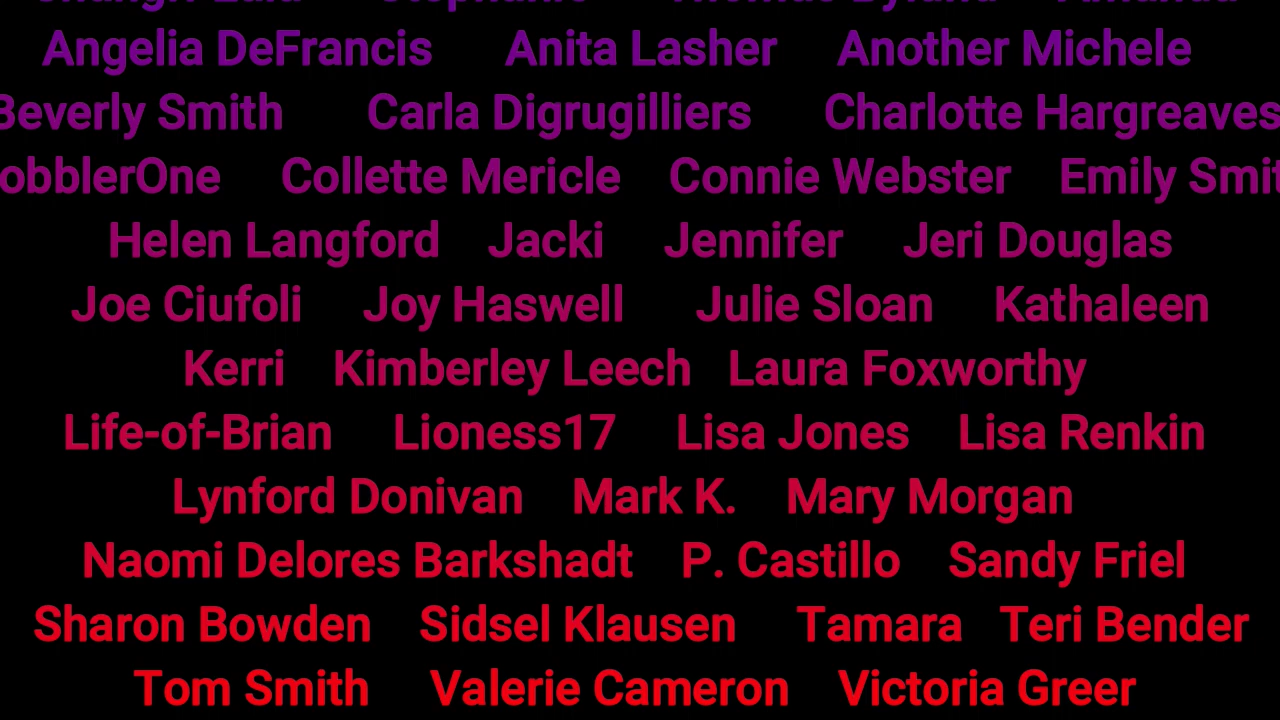 Angelia DeFrancis Anita Lasher Another Michele
Beverly Smith Carla Digrugilliers Charlotte Hargreaves
obblerOne Collette Mericle Connie Webster Emily Smit
Helen Langford Jacki Jennifer Jeri Douglas
Joe Ciufoli Joy Haswell Julie Sloan Kathaleen
Kerri Kimberley Leech Laura Foxworthy
Life-of-Brian Lioness17 Lisa Jones Lisa Renkin
Lynford Donivan Mark K. Mary Morgan
Naomi Delores Barkshadt P. Castillo Sandy Friel
Sharon Bowden Sidsel Klausen Tamara Teri Bender
Tom Smith Valerie Cameron Victoria Greer